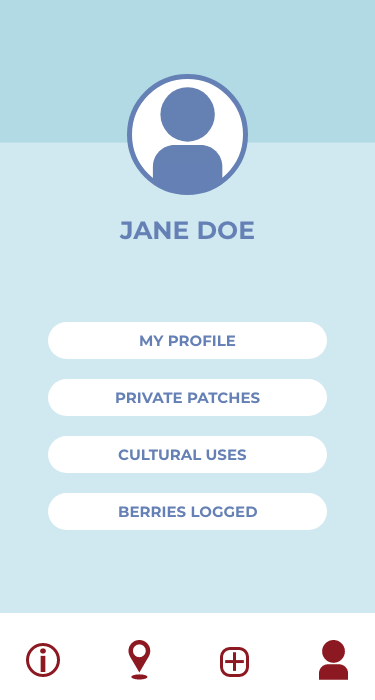 JANE DOE
MY PROFILE
PRIVATE PATCHES
CULTURAL USES
BERRIES LOGGED